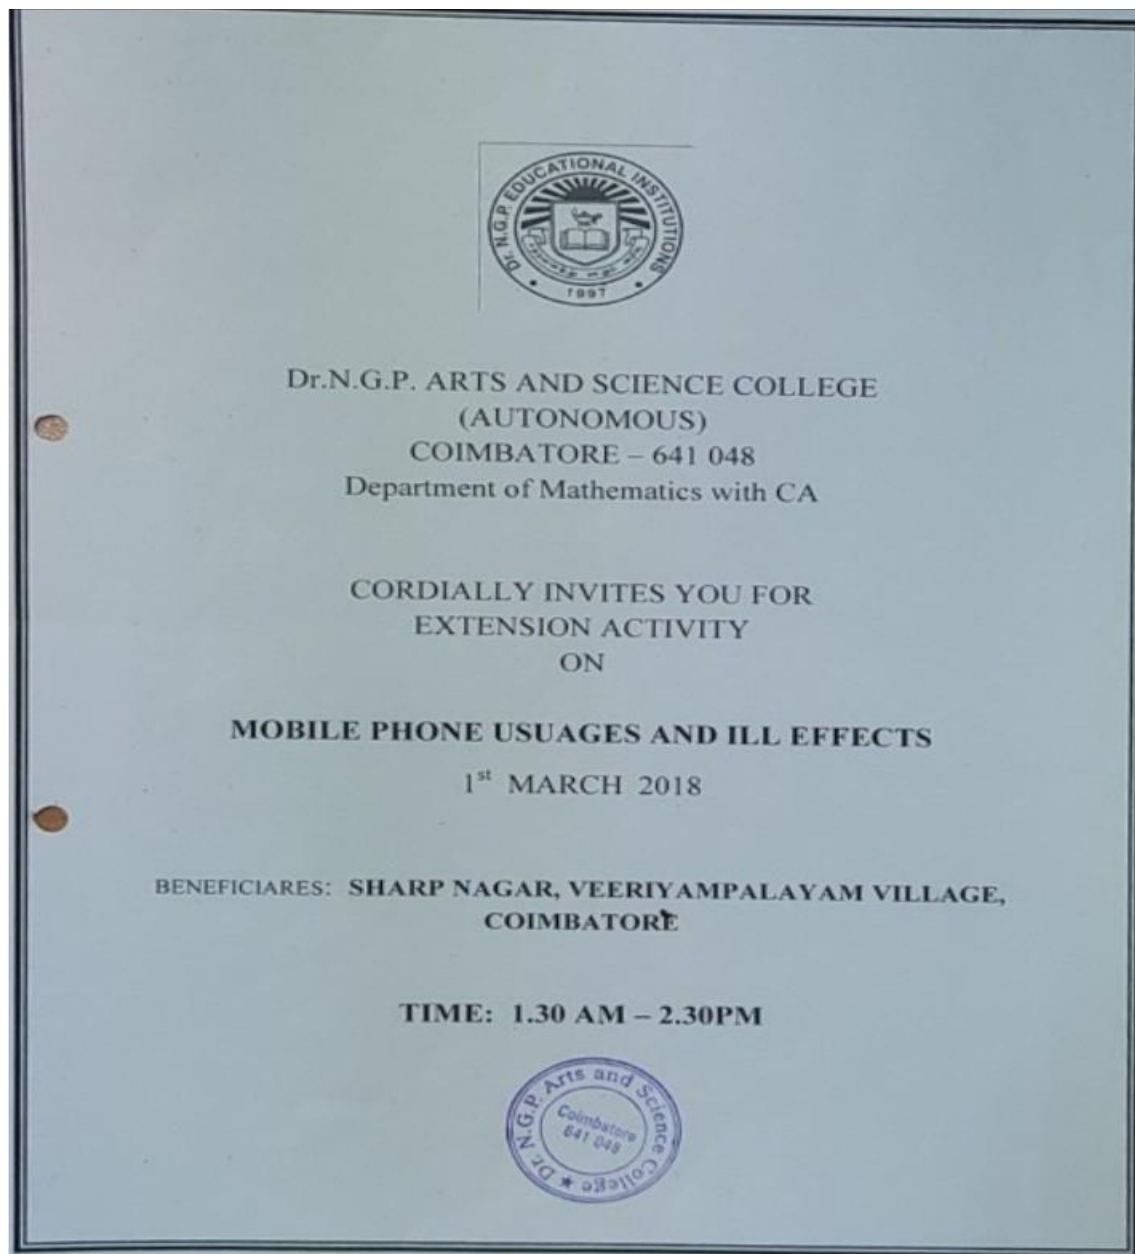 Dr. N.G.P. EDUCATIONAL INSTITUTIONS
1997
Dr.N.G.P. ARTS AND SCIENCE COLLEGE
(AUTONOMOUS)
COIMBATORE – 641 048
Department of Mathematics with CA
CORDIALLY INVITES YOU FOR
EXTENSION ACTIVITY
ON
MOBILE PHONE USUAGES AND ILL EFFECTS
1st MARCH 2018
BENEFICIARES: SHARP NAGAR, VEERIYAMPALAYAM VILLAGE,
COIMBATORE
TIME: 1.30 AM – 2.30PM
Dr. N.G.P. Arts and Science College
Coimbatore
641 048